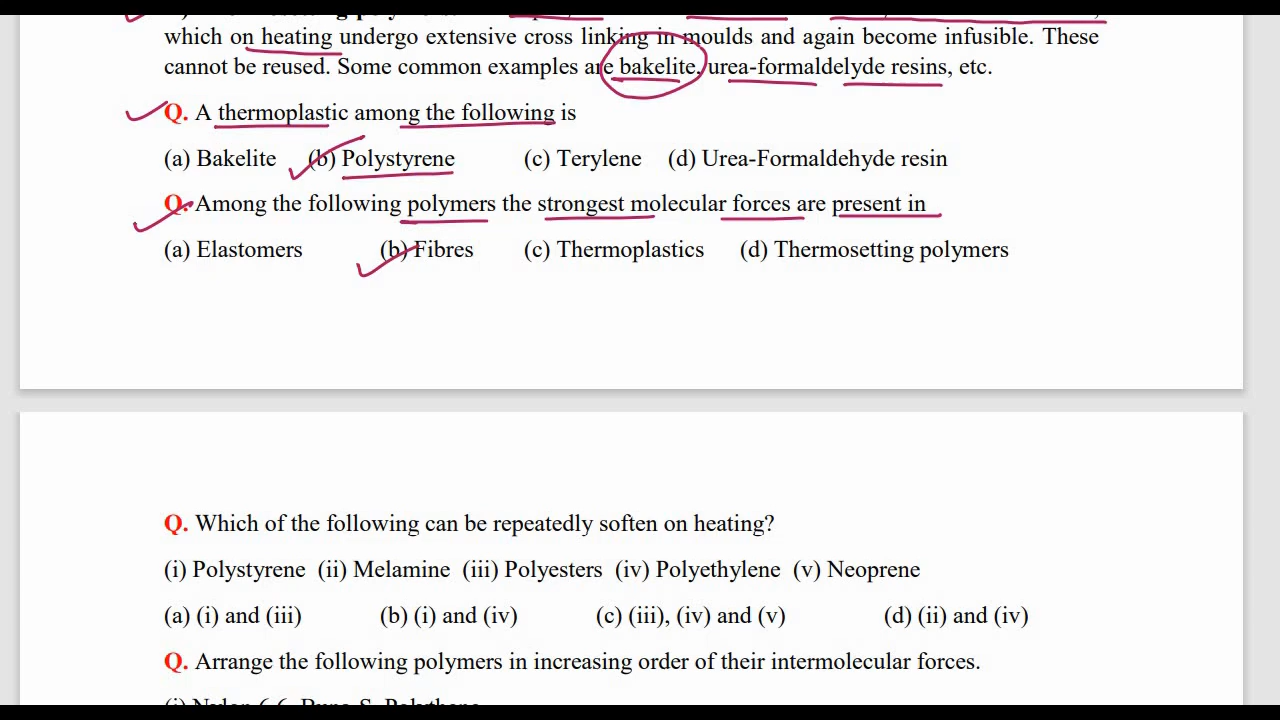 which on heating undergo extensive cross linking in moulds and again become infusible. These
cannot be reused. Some common examples are bakelite, urea-formaldelyde resins, etc.
Q. A thermoplastic among the following is
(a) Bakelite (b) Polystyrene (c) Terylene (d) Urea-Formaldehyde resin
Q. Among the following polymers the strongest molecular forces are present in
(a) Elastomers (b) Fibres (c) Thermoplastics (d) Thermosetting polymers
Q. Which of the following can be repeatedly soften on heating?
(i) Polystyrene (ii) Melamine (iii) Polyesters (iv) Polyethylene (v) Neoprene
(a) (i) and (iii) (b) (i) and (iv) (c) (iii), (iv) and (v) (d) (ii) and (iv)
Q. Arrange the following polymers in increasing order of their intermolecular forces.